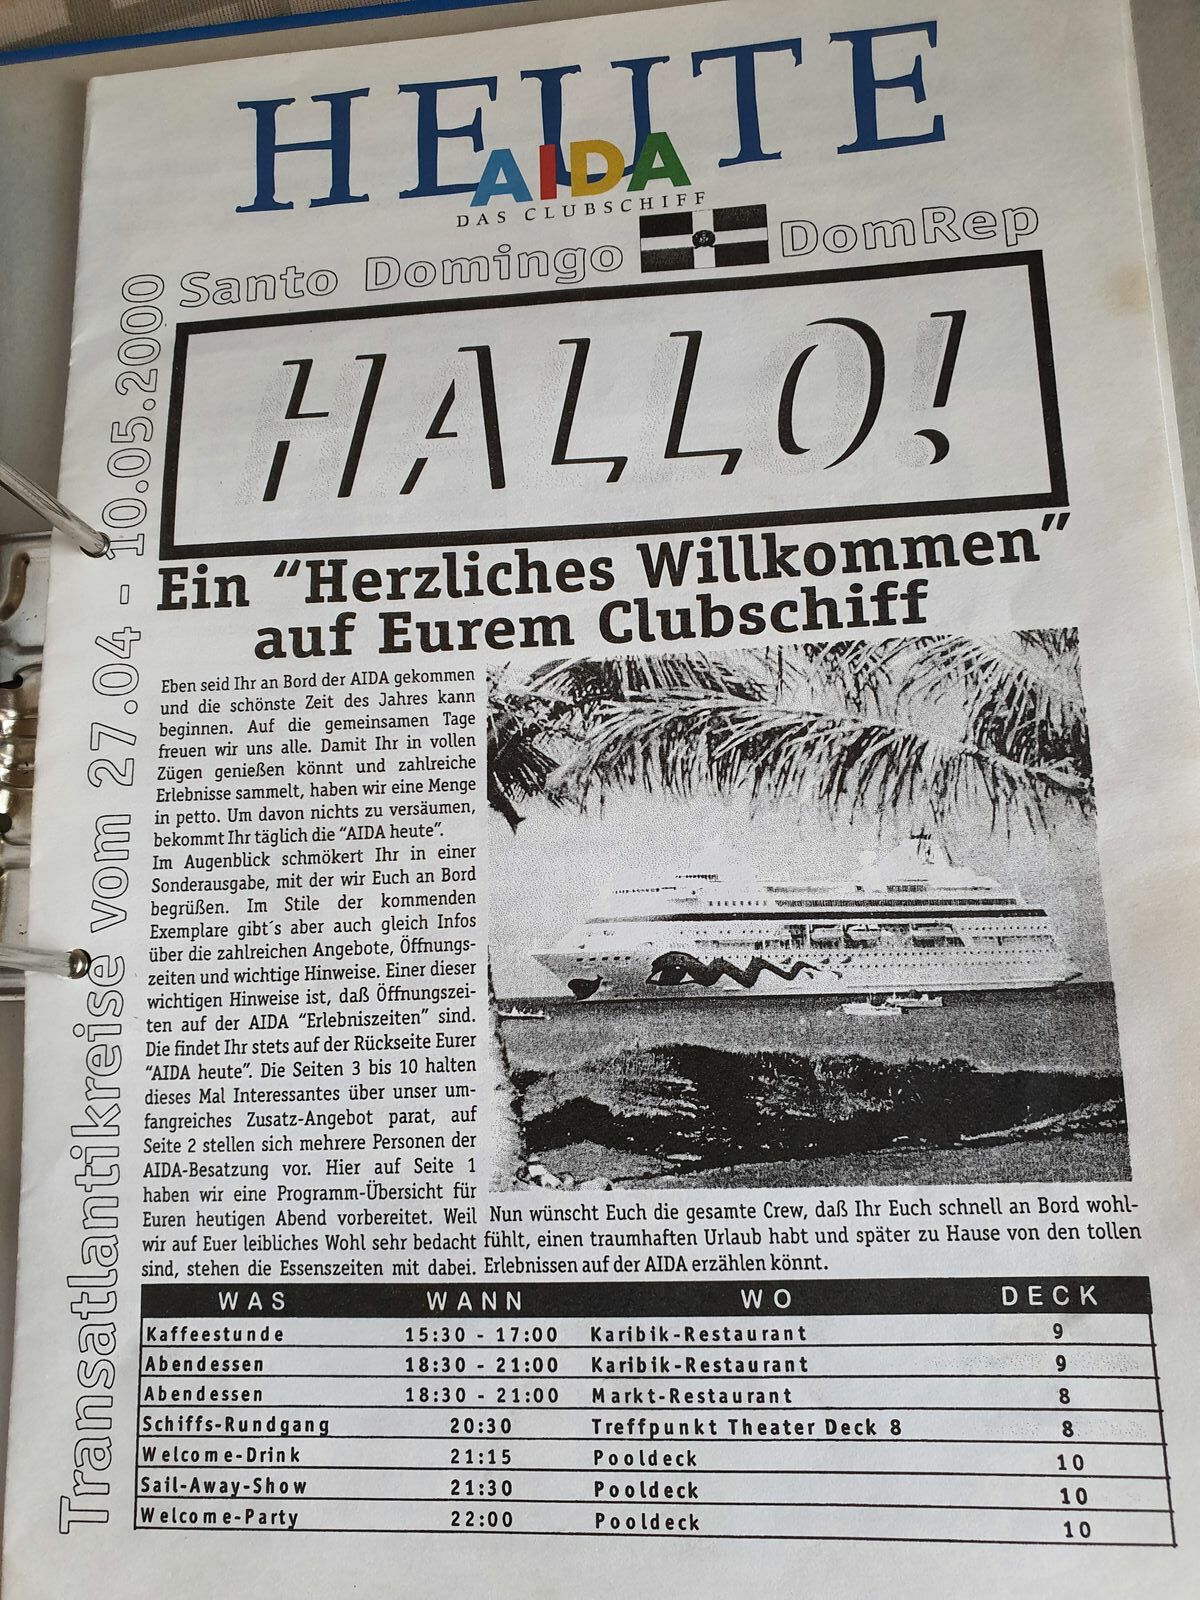 HEUTE
AIDA
DAS CLUBSCHIFF
Santo Domingo DomRep
Transatlantikreise vom 27.04 - 10.05.2000
HALLO!
Ein “Herzliches Willkommen”
auf Eurem Clubschiff
Eben seid Ihr an Bord der AIDA gekommen
und die schönste Zeit des Jahres kann
beginnen. Auf die gemeinsamen Tage
freuen wir uns alle. Damit Ihr in vollen
Zügen genießen könnt und zahlreiche
Erlebnisse sammelt, haben wir eine Menge
in petto. Um davon nichts zu versäumen,
bekommt Ihr täglich die “AIDA heute”.
Im Augenblick schmökert Ihr in einer
Sonderausgabe, mit der wir Euch an Bord
begrüßen. Im Stile der kommenden
Exemplare gibt´s aber auch gleich Infos
über die zahlreichen Angebote, Öffnungs-
zeiten und wichtige Hinweise. Einer dieser
wichtigen Hinweise ist, daß Öffnungszei-
ten auf der AIDA “Erlebniszeiten” sind.
Die findet Ihr stets auf der Rückseite Eurer
“AIDA heute”. Die Seiten 3 bis 10 halten
dieses Mal Interessantes über unser um-
fangreiches Zusatz-Angebot parat, auf
Seite 2 stellen sich mehrere Personen der
AIDA-Besatzung vor. Hier auf Seite 1
haben wir eine Programm-Übersicht für
Euren heutigen Abend vorbereitet. Weil
wir auf Euer leibliches Wohl sehr bedacht
sind, stehen die Essenszeiten mit dabei.
Nun wünscht Euch die gesamte Crew, daß Ihr Euch schnell an Bord wohl-
fühlt, einen traumhaften Urlaub habt und später zu Hause von den tollen
Erlebnissen auf der AIDA erzählen könnt.
WAS WANN WO DECK
Kaffeestunde 15:30 - 17:00 Karibik-Restaurant 9
Abendessen 18:30 - 21:00 Karibik-Restaurant 9
Abendessen 18:30 - 21:00 Markt-Restaurant 8
Schiffs-Rundgang 20:30 Treffpunkt Theater Deck 8 8
Welcome-Drink 21:15 Pooldeck 10
Sail-Away-Show 21:30 Pooldeck 10
Welcome-Party 22:00 Pooldeck 10